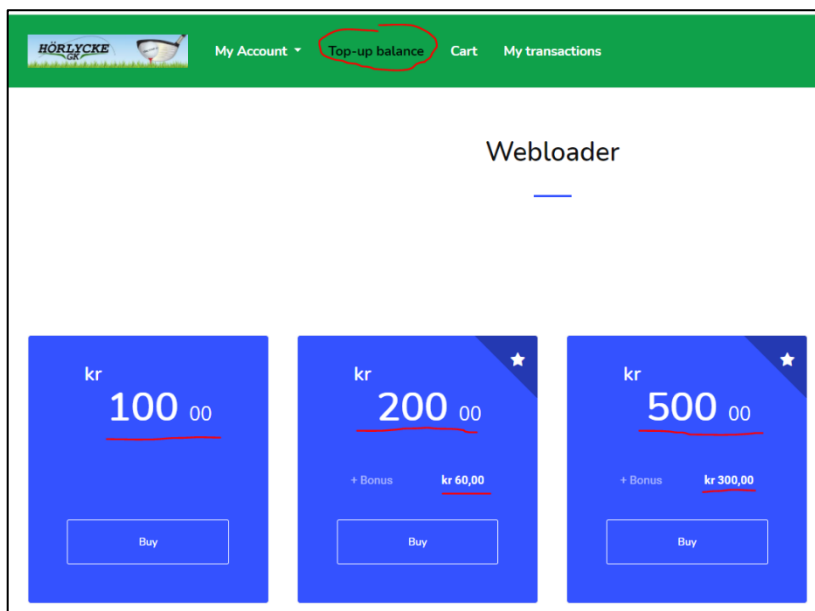 HÖRLYCKE
GK
My Account
Top-up balance
Cart
My transactions
Webloader
kr
100 00
Buy
kr
200 00
+ Bonus kr 60,00
Buy
kr
500 00
+ Bonus kr 300,00
Buy